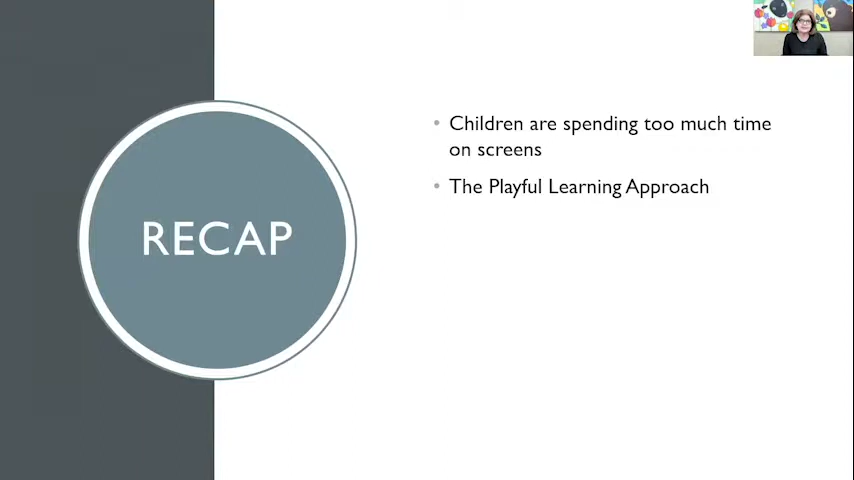 RECAP
• Children are spending too much time
on screens
• The Playful Learning Approach